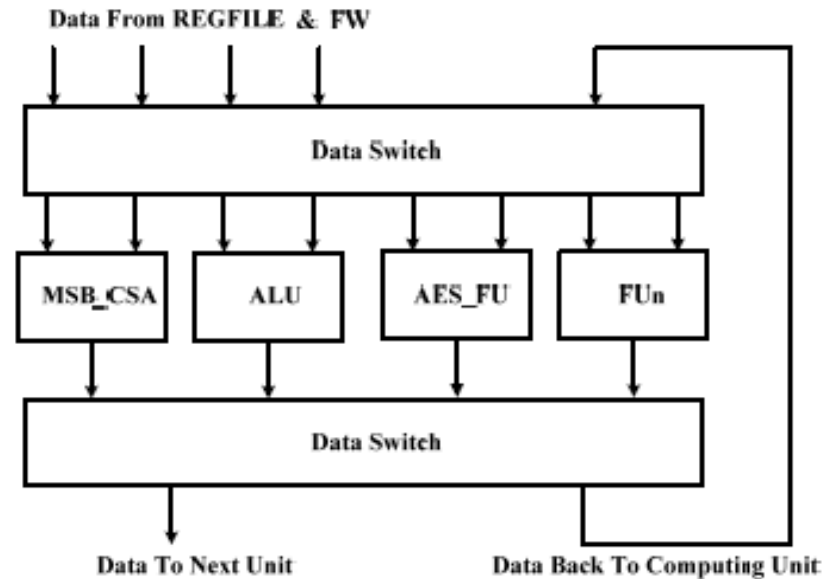 Data From REGFILE & FW
Data Switch
MSB_CSA
ALU
AES_FU
FUn
Data Switch
Data To Next Unit
Data Back To Computing Unit